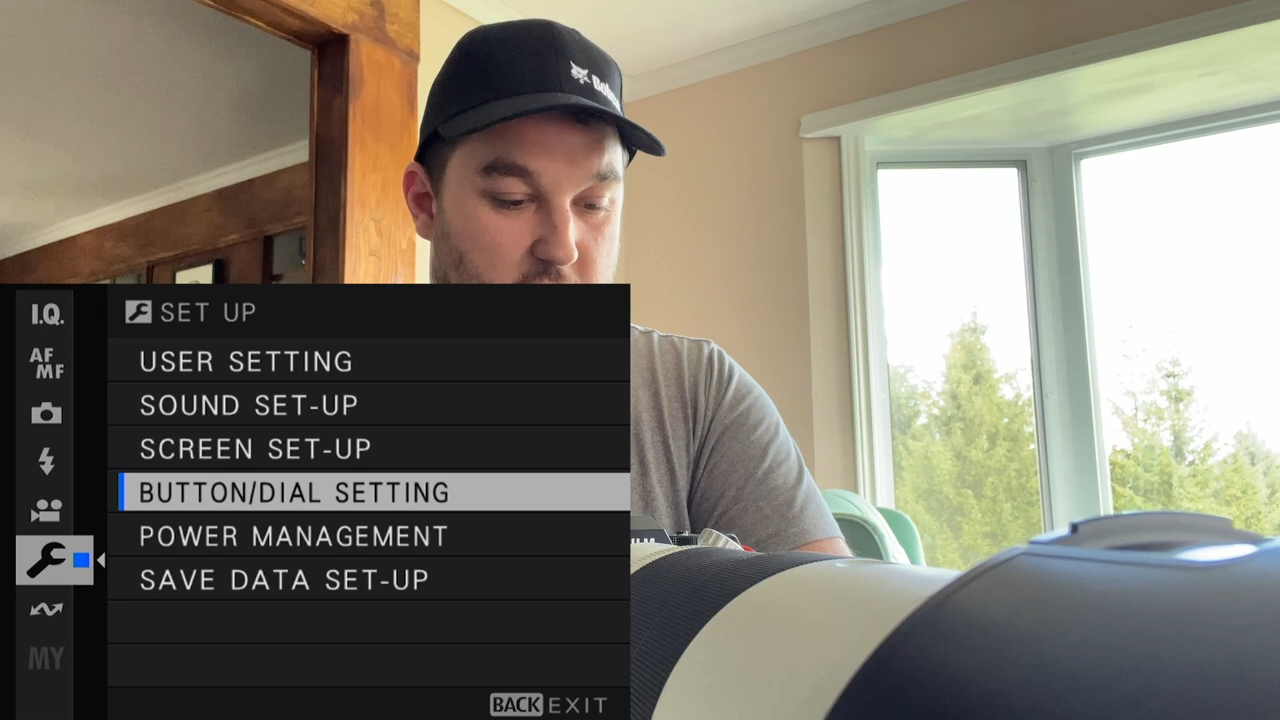 I.Q.
AF
MF
MY
SET UP
USER SETTING
SOUND SET-UP
SCREEN SET-UP
BUTTON/DIAL SETTING
POWER MANAGEMENT
SAVE DATA SET-UP
BACK EXIT